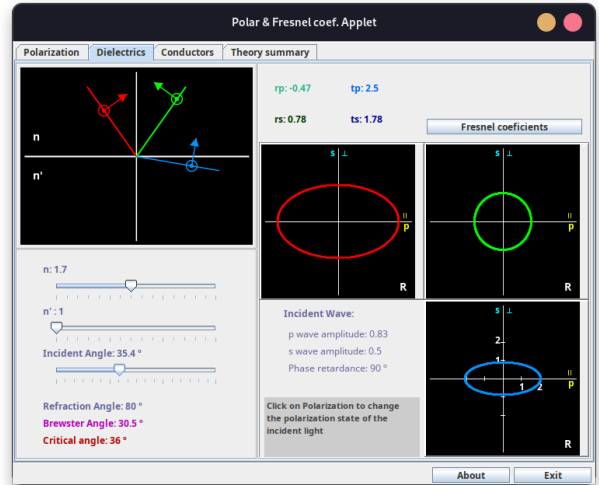 Polar & Fresnel coef. Applet
Polarization
Dielectrics
Conductors
Theory summary
n
n'
rp: -0.47
tp: 2.5
rs: 0.78
ts: 1.78
Fresnel coeficients
s ⊥
=
p
R
s ⊥
=
p
R
n: 1.7
n' : 1
Incident Angle: 35.4 °
Refraction Angle: 80 °
Brewster Angle: 30.5 °
Critical angle: 36 °
Incident Wave:
p wave amplitude: 0.83
s wave amplitude: 0.5
Phase retardance: 90 °
Click on Polarization to change
the polarization state of the
incident light
s ⊥
2
1
1
2
=
p
R
About
Exit